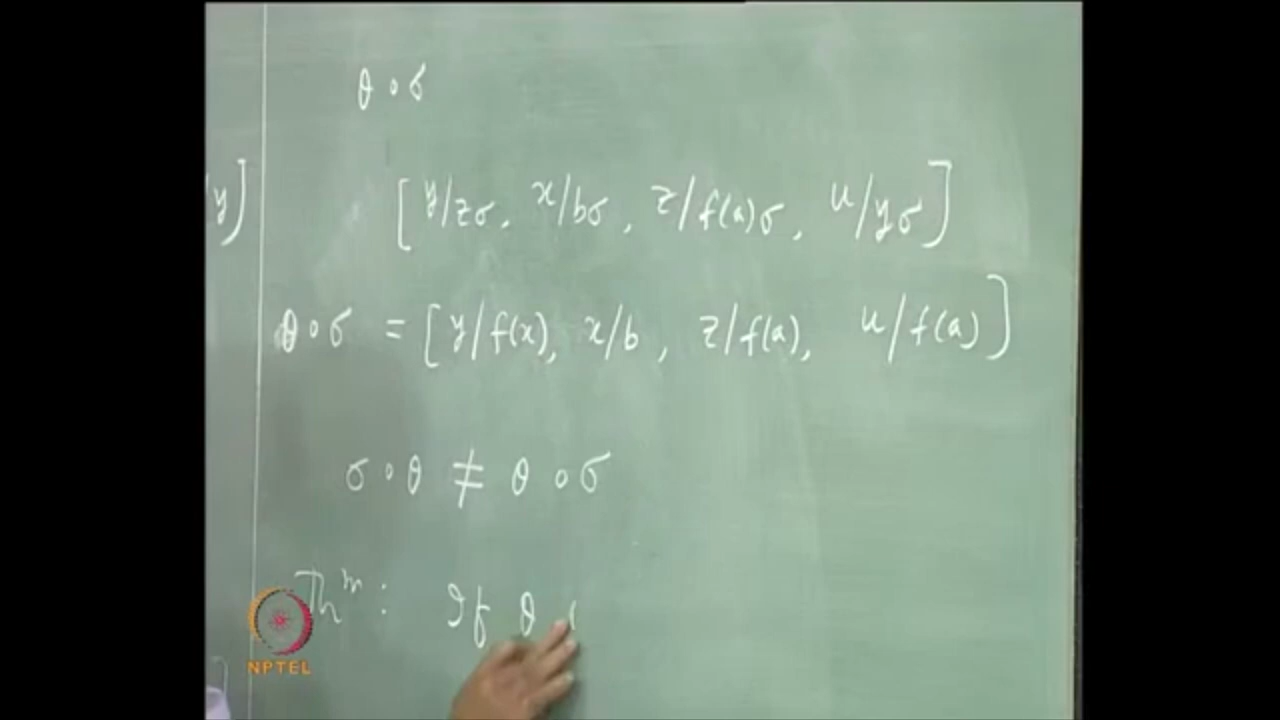 θ ∘ σ
y]
[y/zσ, x/bσ, z/f(a)σ, u/yσ]
θ∘σ = [y/f(x), x/b, z/f(a), u/f(a)]
σ∘θ ≠ θ∘σ
Thm: If θ
NPTEL